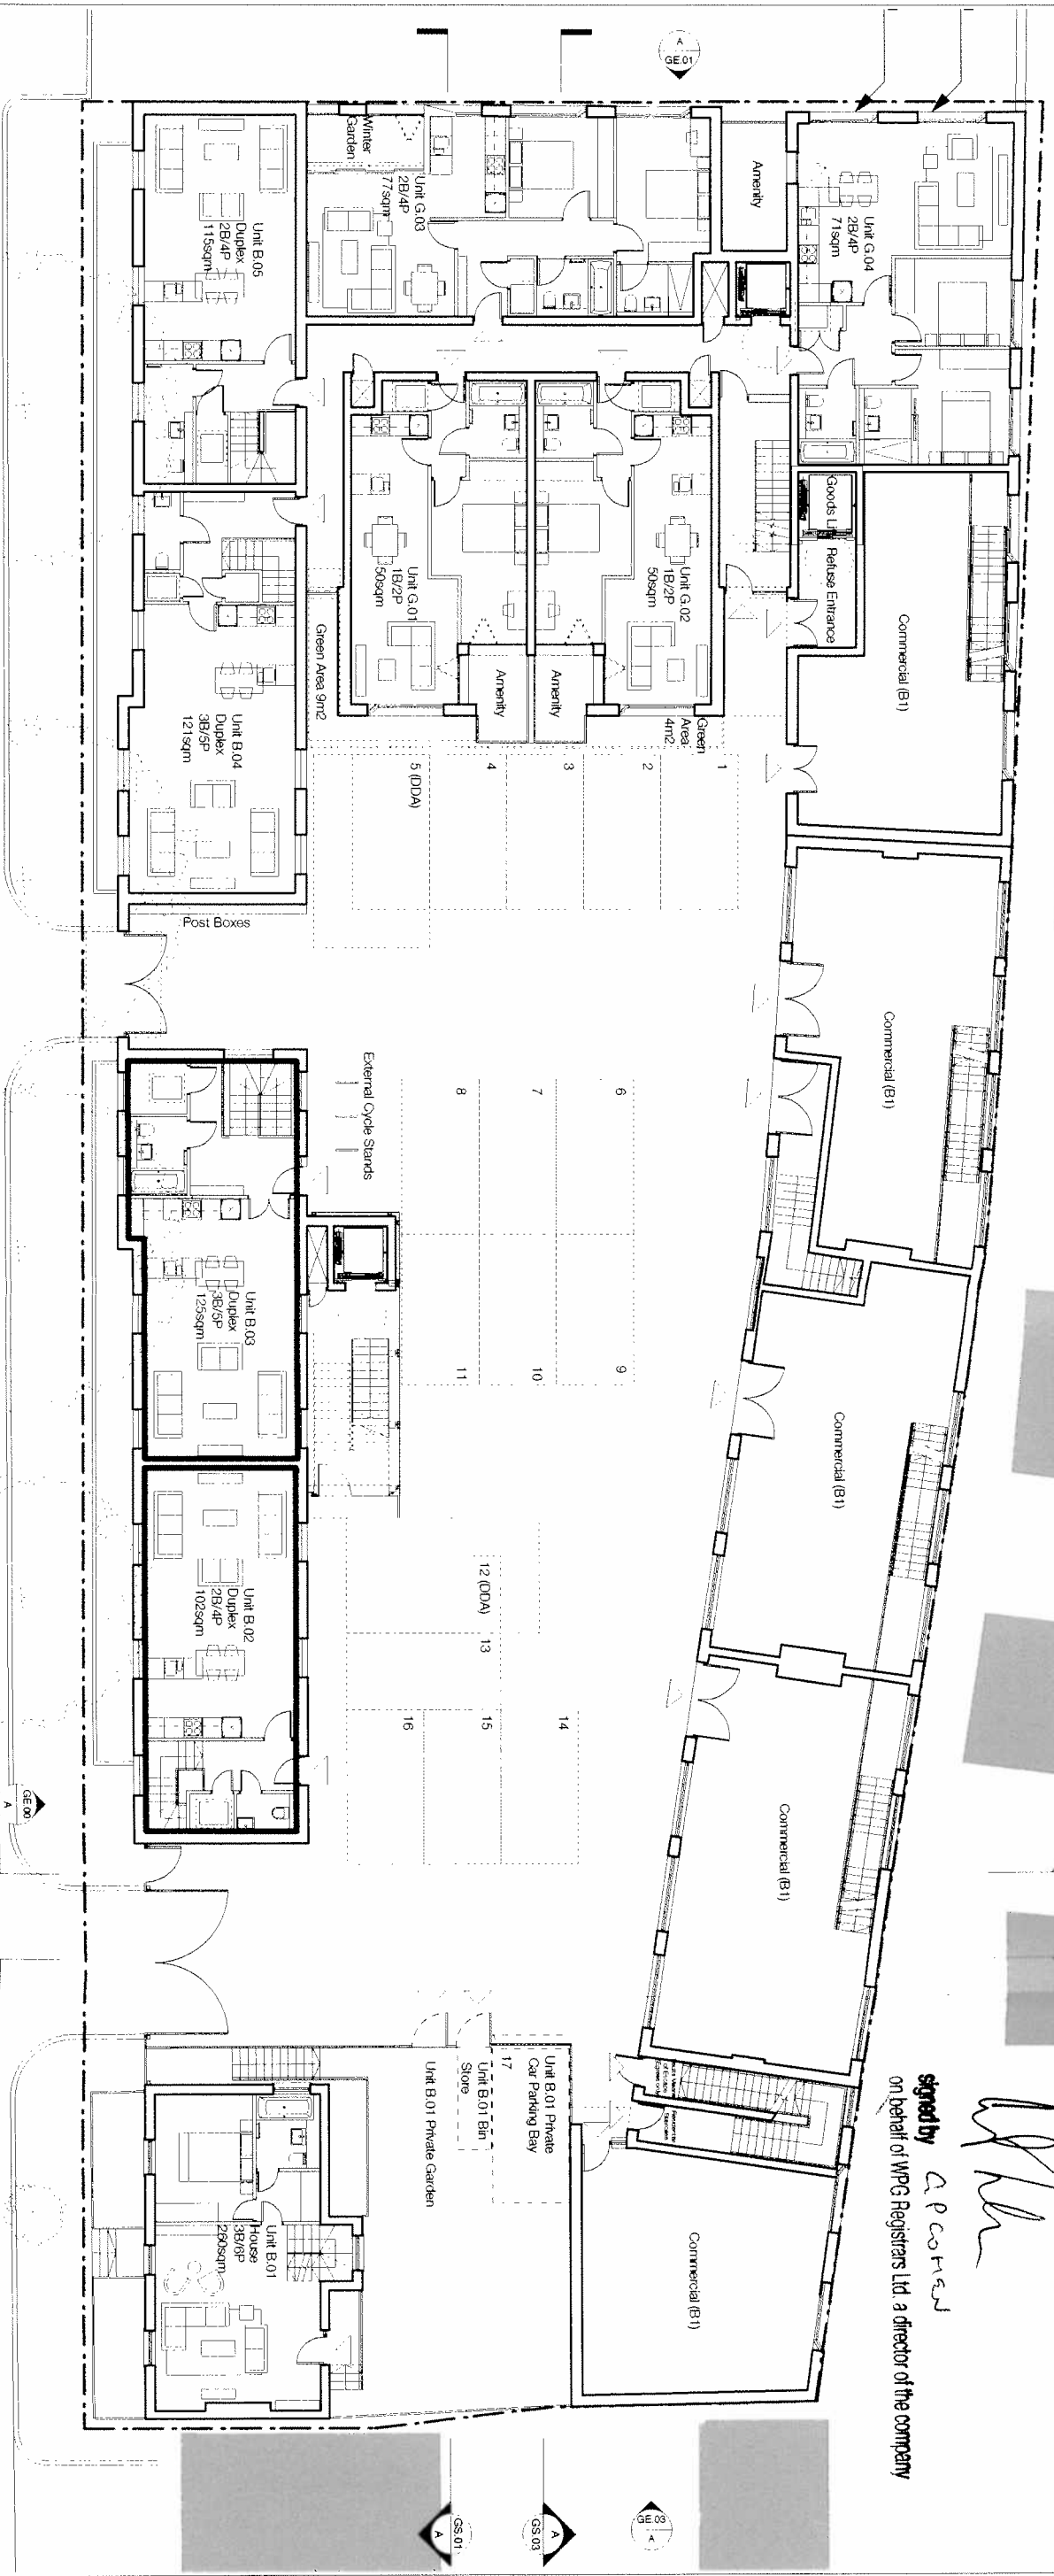 A
GE.01
Amenity
Unit G.04
2B/4P
71sqm
Winter
Garden
Unit G.03
2B/4P
77sqm
Unit B.05
Duplex
2B/4P
115sqm
Goods Li
Refuse Entrance
Commercial (B1)
Unit G.02
1B/2P
50sqm
Unit G.01
1B/2P
50sqm
Amenity
Amenity
Green
Area
4m2
Green Area 9m2
Unit B.04
Duplex
3B/5P
121sqm
1
2
3
4
5 (DDA)
Post Boxes
Commercial (B1)
External Cycle Stands
6
7
8
9
10
11
Unit B.03
Duplex
3B/5P
125sqm
Commercial (B1)
Unit B.02
Duplex
2B/4P
102sqm
12 (DDA)
13
14
15
16
Commercial (B1)
GE.00
A
Unit B.01 Private
Car Parking Bay
17
Unit B.01 Bin
Store
Unit B.01 Private Garden
Unit B.01
House
3B/6P
260sqm
Commercial (B1)
signed by G P COHEN
on behalf of WPG Registrars Ltd. a director of the company
GS.01
A
GS.03
A
GE.03
A